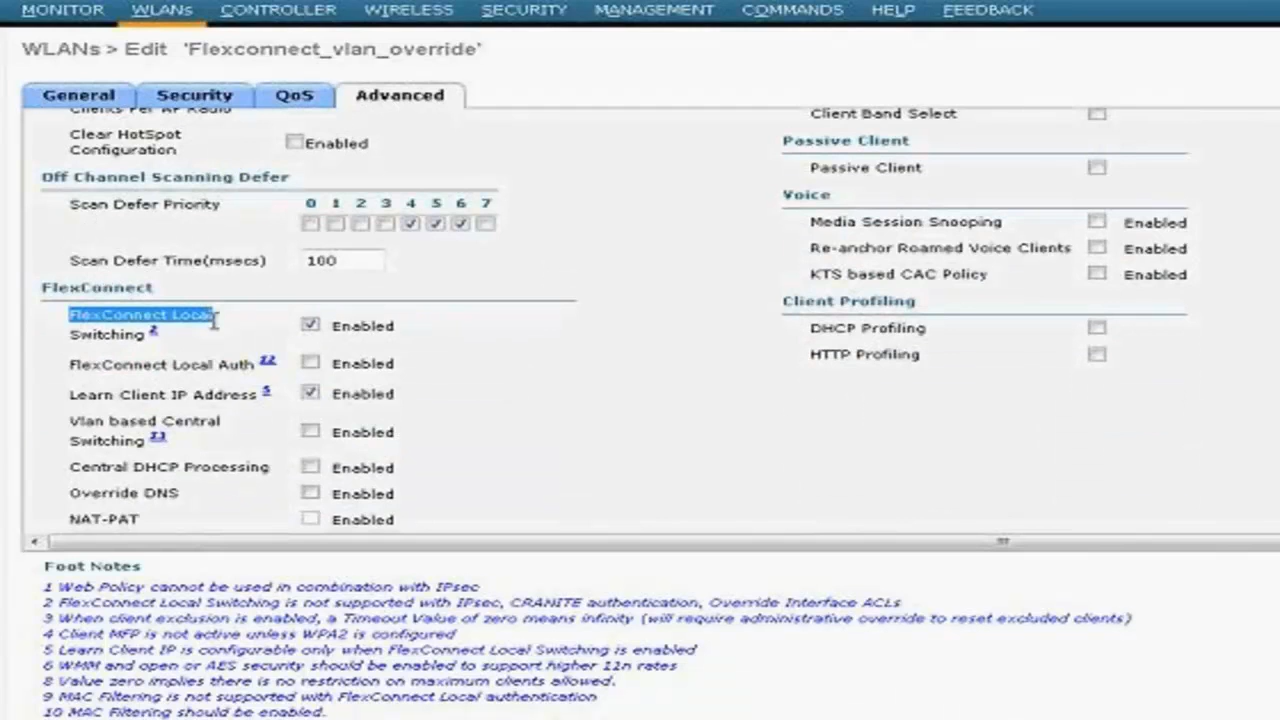 MONITOR WLANs CONTROLLER WIRELESS SECURITY MANAGEMENT COMMANDS HELP FEEDBACK
WLANs > Edit 'Flexconnect_vlan_override'
General Security QoS Advanced
Clients Per AP Radio
Clear HotSpot
Configuration
Enabled
Off Channel Scanning Defer
Scan Defer Priority
0 1 2 3 4 5 6 7
Scan Defer Time(msecs) 100
FlexConnect
FlexConnect Local
Switching 2
Enabled
FlexConnect Local Auth 12 Enabled
Learn Client IP Address 5 Enabled
Vlan based Central
Switching 13
Enabled
Central DHCP Processing Enabled
Override DNS Enabled
NAT-PAT Enabled
Client Band Select
Passive Client
Passive Client
Voice
Media Session Snooping Enabled
Re-anchor Roamed Voice Clients Enabled
KTS based CAC Policy Enabled
Client Profiling
DHCP Profiling
HTTP Profiling
Foot Notes
1 Web Policy cannot be used in combination with IPsec
2 FlexConnect Local Switching is not supported with IPsec, CRANITE authentication, Override Interface ACLs
3 When client exclusion is enabled, a Timeout Value of zero means infinity (will require administrative override to reset excluded clients)
4 Client MFP is not active unless WPA2 is configured
5 Learn Client IP is configurable only when FlexConnect Local Switching is enabled
6 WMM and open or AES security should be enabled to support higher 11n rates
8 Value zero implies there is no restriction on maximum clients allowed.
9 MAC Filtering is not supported with FlexConnect Local authentication
10 MAC Filtering should be enabled.